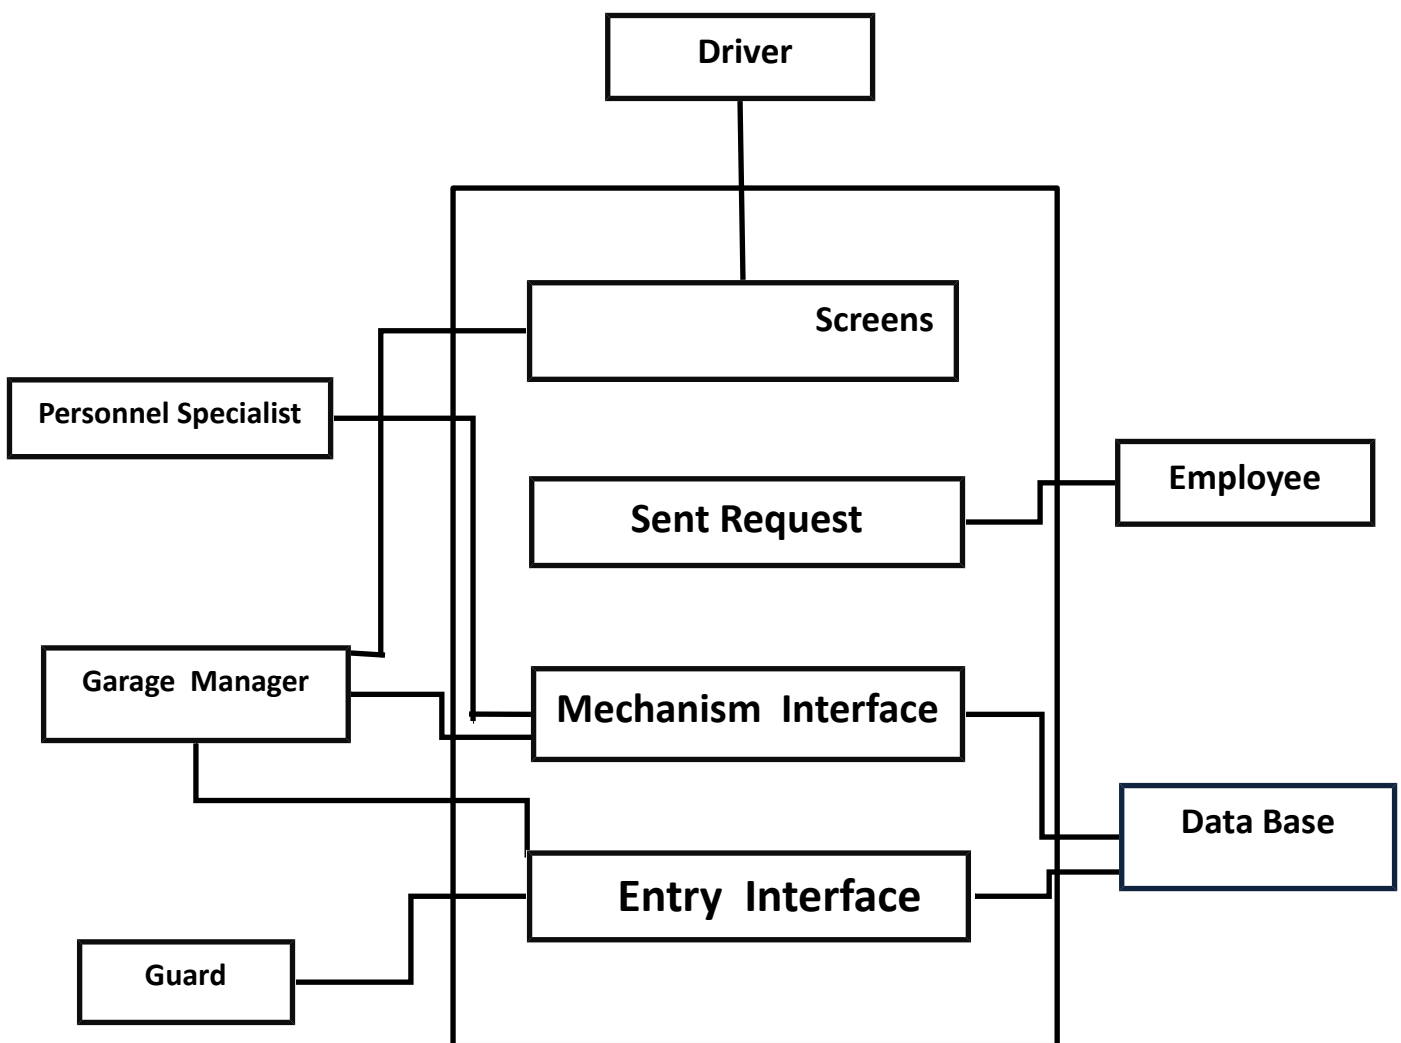 Driver
Screens
Personnel Specialist
Employee
Sent Request
Garage  Manager
Mechanism  Interface
Data Base
Entry  Interface
Guard